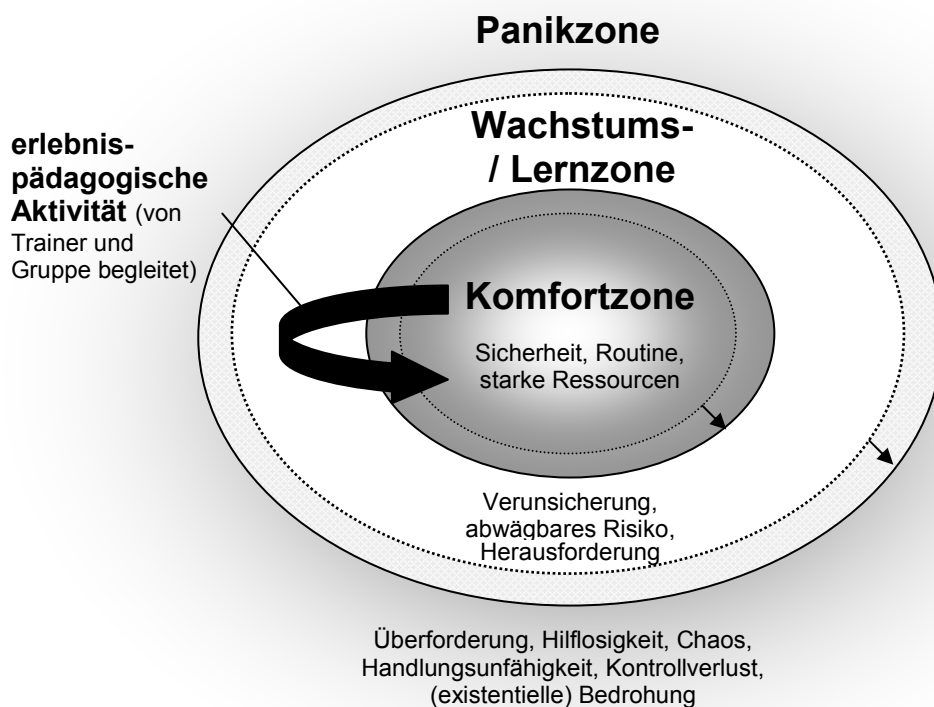 Panikzone
Wachstums-
/ Lernzone
erlebnis-
pädagogische
Aktivität (von
Trainer und
Gruppe begleitet)
Komfortzone
Sicherheit, Routine,
starke Ressourcen
Verunsicherung,
abwägbares Risiko,
Herausforderung
Überforderung, Hilflosigkeit, Chaos,
Handlungsunfähigkeit, Kontrollverlust,
(existentielle) Bedrohung